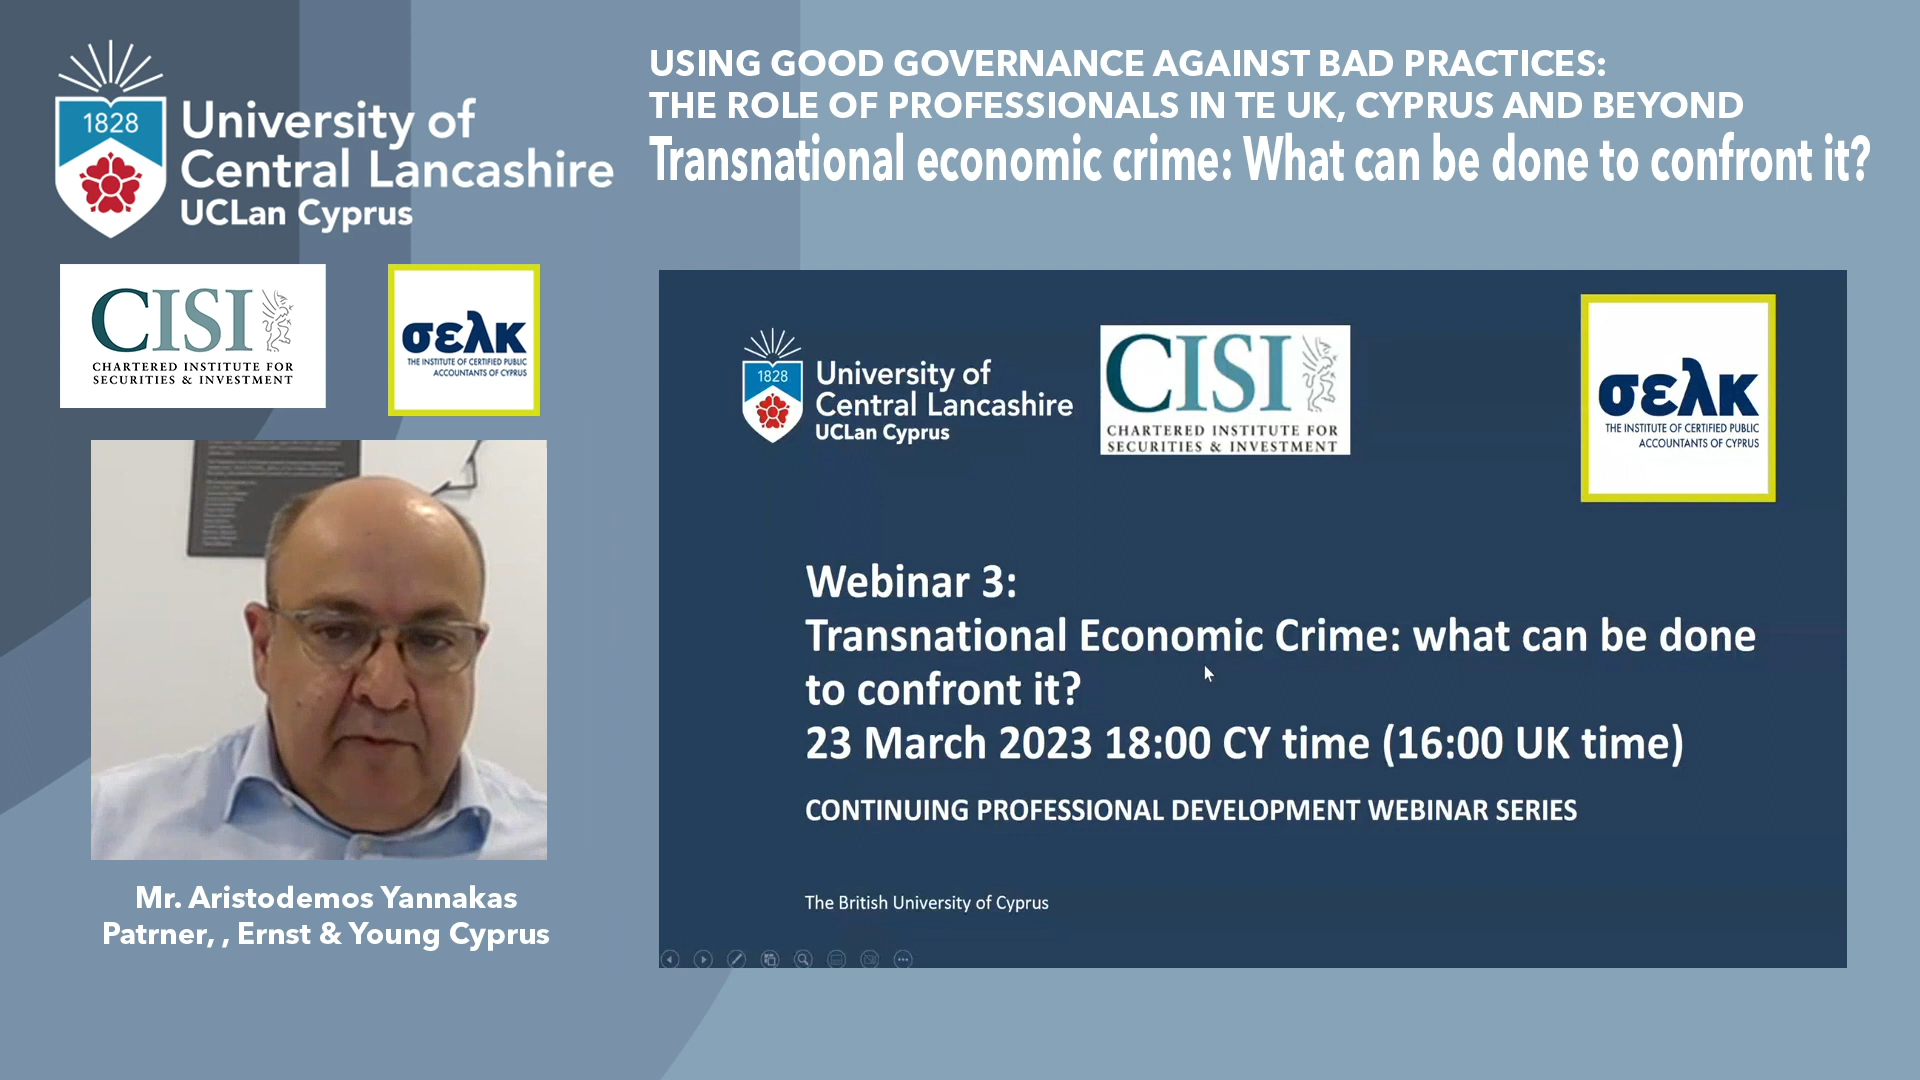 1828
University of
Central Lancashire
UCLan Cyprus
USING GOOD GOVERNANCE AGAINST BAD PRACTICES:
THE ROLE OF PROFESSIONALS IN TE UK, CYPRUS AND BEYOND
Transnational economic crime: What can be done to confront it?
CISI
CHARTERED INSTITUTE FOR
SECURITIES & INVESTMENT
σελκ
THE INSTITUTE OF CERTIFIED PUBLIC
ACCOUNTANTS OF CYPRUS
Mr. Aristodemos Yannakas
Patrner, , Ernst & Young Cyprus
1828
University of
Central Lancashire
UCLan Cyprus
CISI
CHARTERED INSTITUTE FOR
SECURITIES & INVESTMENT
σελκ
THE INSTITUTE OF CERTIFIED PUBLIC
ACCOUNTANTS OF CYPRUS
Webinar 3:
Transnational Economic Crime: what can be done
to confront it?
23 March 2023 18:00 CY time (16:00 UK time)
CONTINUING PROFESSIONAL DEVELOPMENT WEBINAR SERIES
The British University of Cyprus